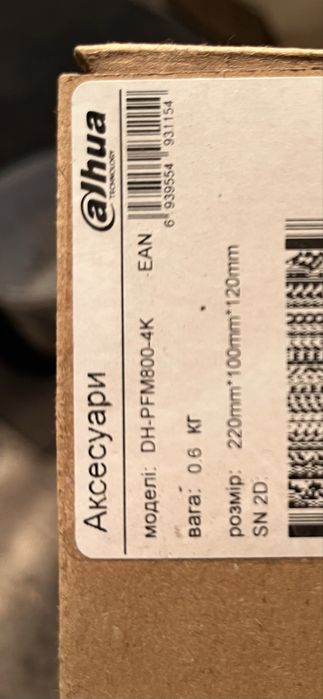 Аксесуари
alhua
TECHNOLOGY
моделі: DH-PFM800-4K EAN
6 939554 931154
вага: 0.6 КГ
розмір: 220mm*100mm*120mm
SN 2D: